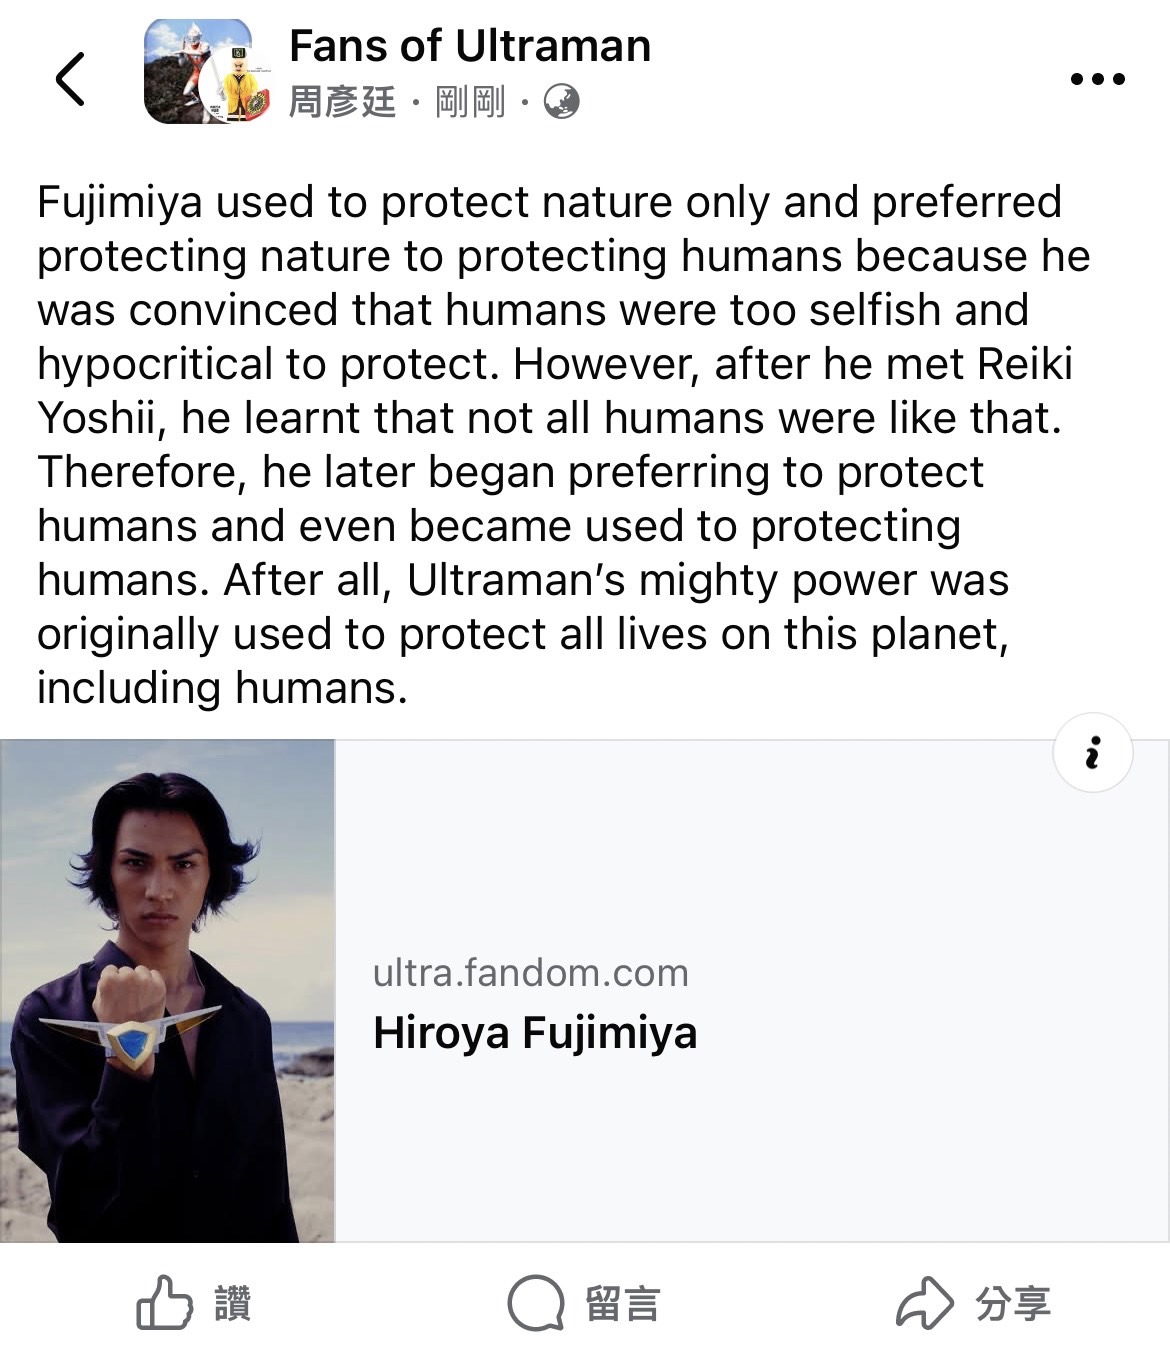 Fans of Ultraman
周彥廷 · 剛剛 ·
Fujimiya used to protect nature only and preferred
protecting nature to protecting humans because he
was convinced that humans were too selfish and
hypocritical to protect. However, after he met Reiki
Yoshii, he learnt that not all humans were like that.
Therefore, he later began preferring to protect
humans and even became used to protecting
humans. After all, Ultraman’s mighty power was
originally used to protect all lives on this planet,
including humans.
ultra.fandom.com
Hiroya Fujimiya
讚
留言
分享